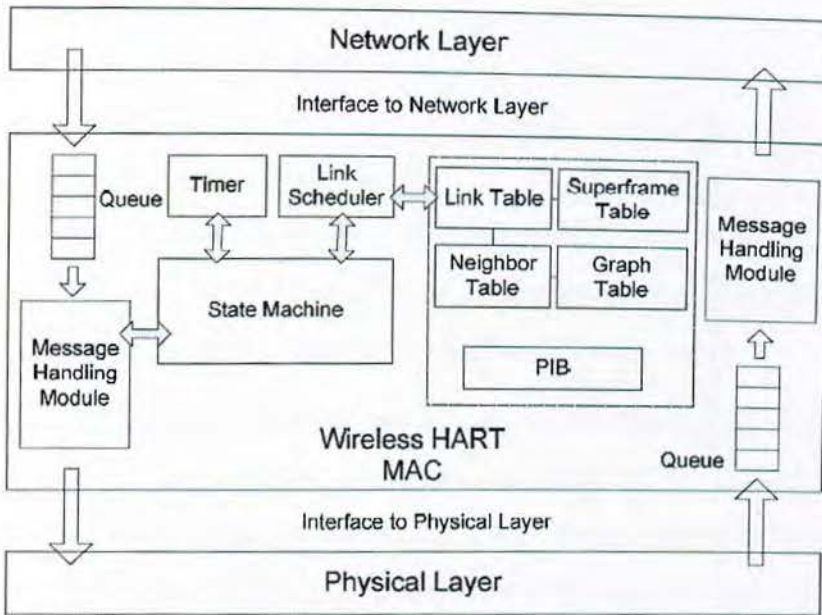 Network Layer
Interface to Network Layer
Queue
Timer
Link
Scheduler
Link Table
Superframe
Table
Neighbor
Table
Graph
Table
State Machine
Message
Handling
Module
PIB
Message
Handling
Module
Wireless HART
MAC
Queue
Interface to Physical Layer
Physical Layer